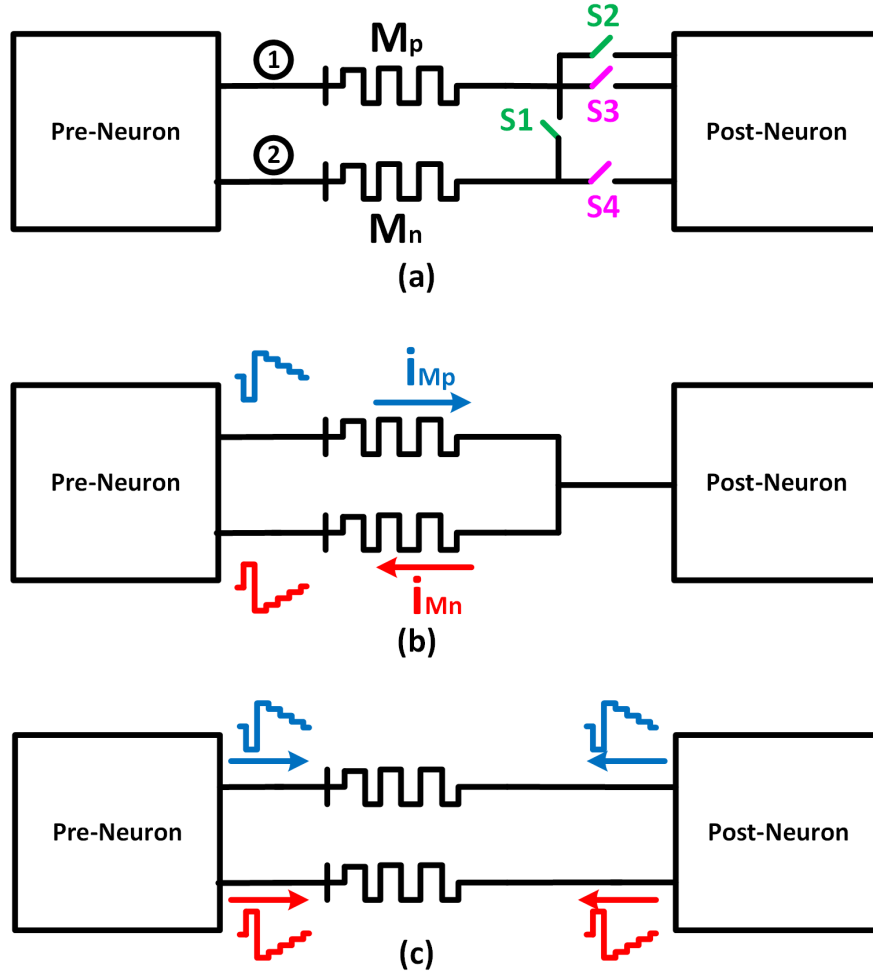 S2
① Mp
Pre-Neuron S1 S3 Post-Neuron
②
Mn S4
(a)
iMp
Pre-Neuron Post-Neuron
iMn
(b)
Pre-Neuron Post-Neuron
(c)